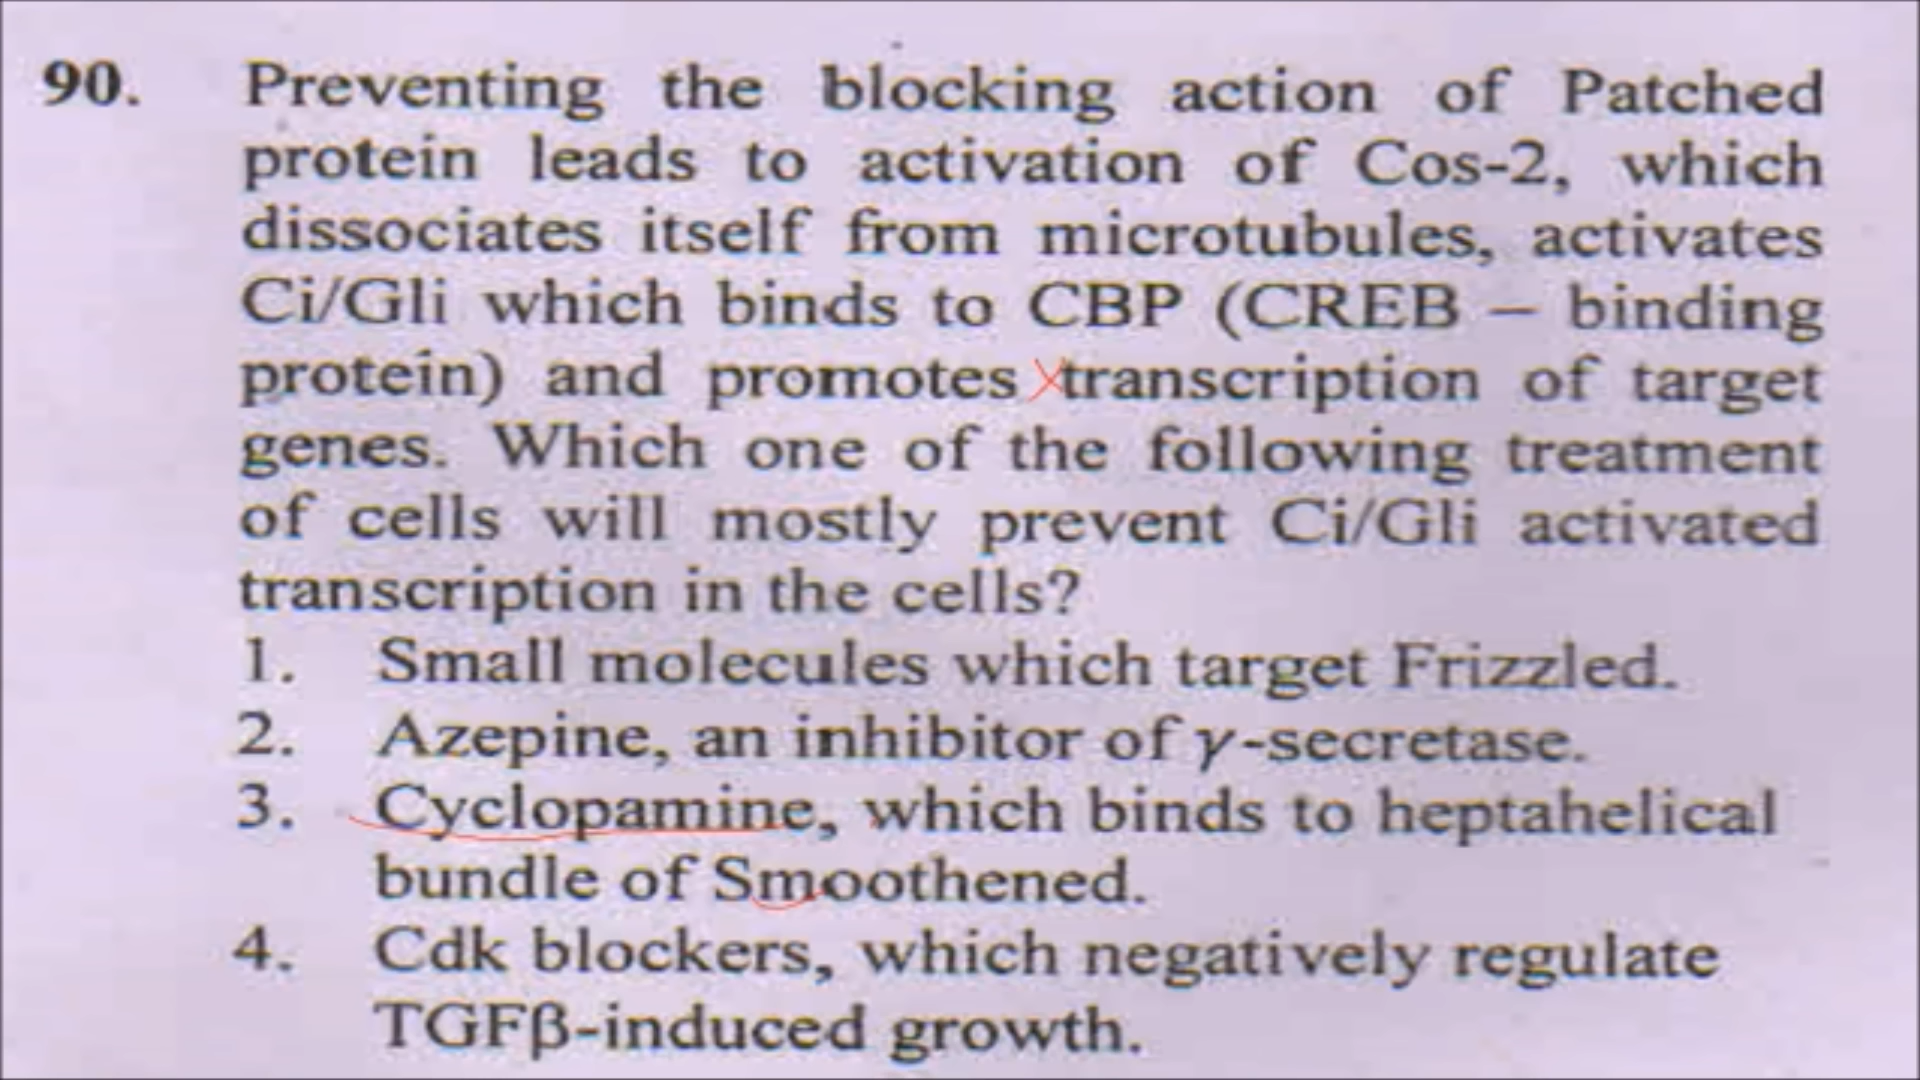 90. Preventing the blocking action of Patched
protein leads to activation of Cos-2, which
dissociates itself from microtubules, activates
Ci/Gli which binds to CBP (CREB – binding
protein) and promotes transcription of target
genes. Which one of the following treatment
of cells will mostly prevent Ci/Gli activated
transcription in the cells?
1. Small molecules which target Frizzled.
2. Azepine, an inhibitor of γ-secretase.
3. Cyclopamine, which binds to heptahelical
bundle of Smoothened.
4. Cdk blockers, which negatively regulate
TGFβ-induced growth.